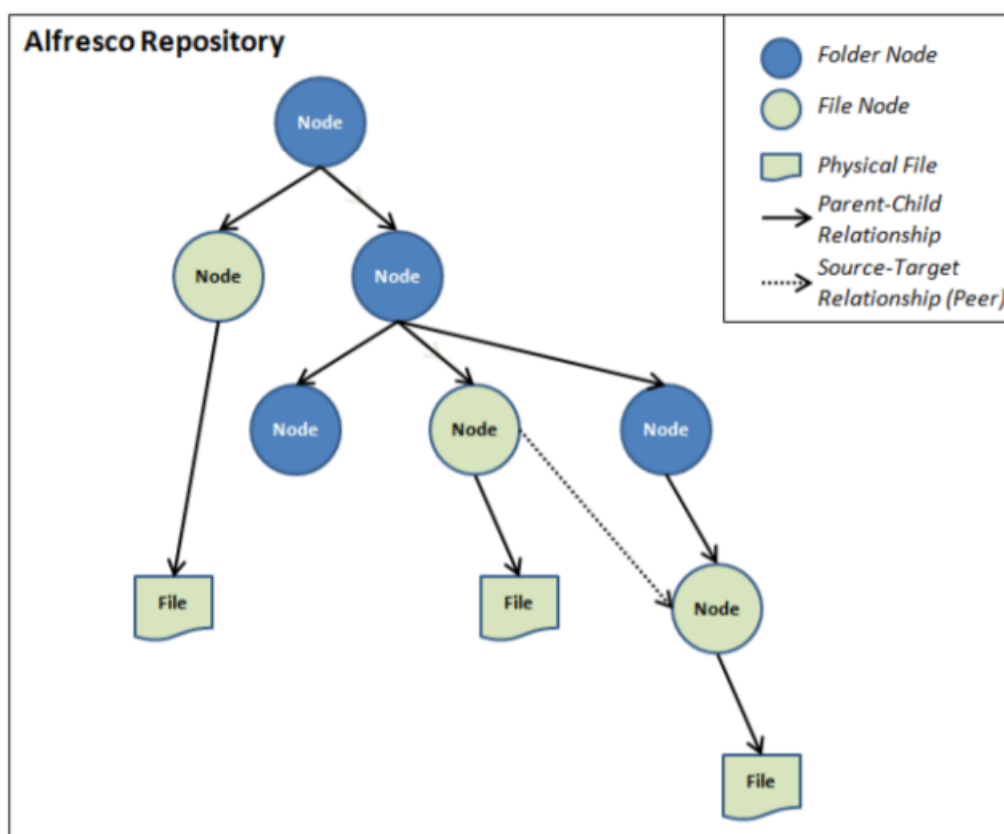 Alfresco Repository
Folder Node
File Node
Physical File
Parent-Child
Relationship
Source-Target
Relationship (Peer)
Node
Node
Node
Node
Node
Node
File
File
Node
File